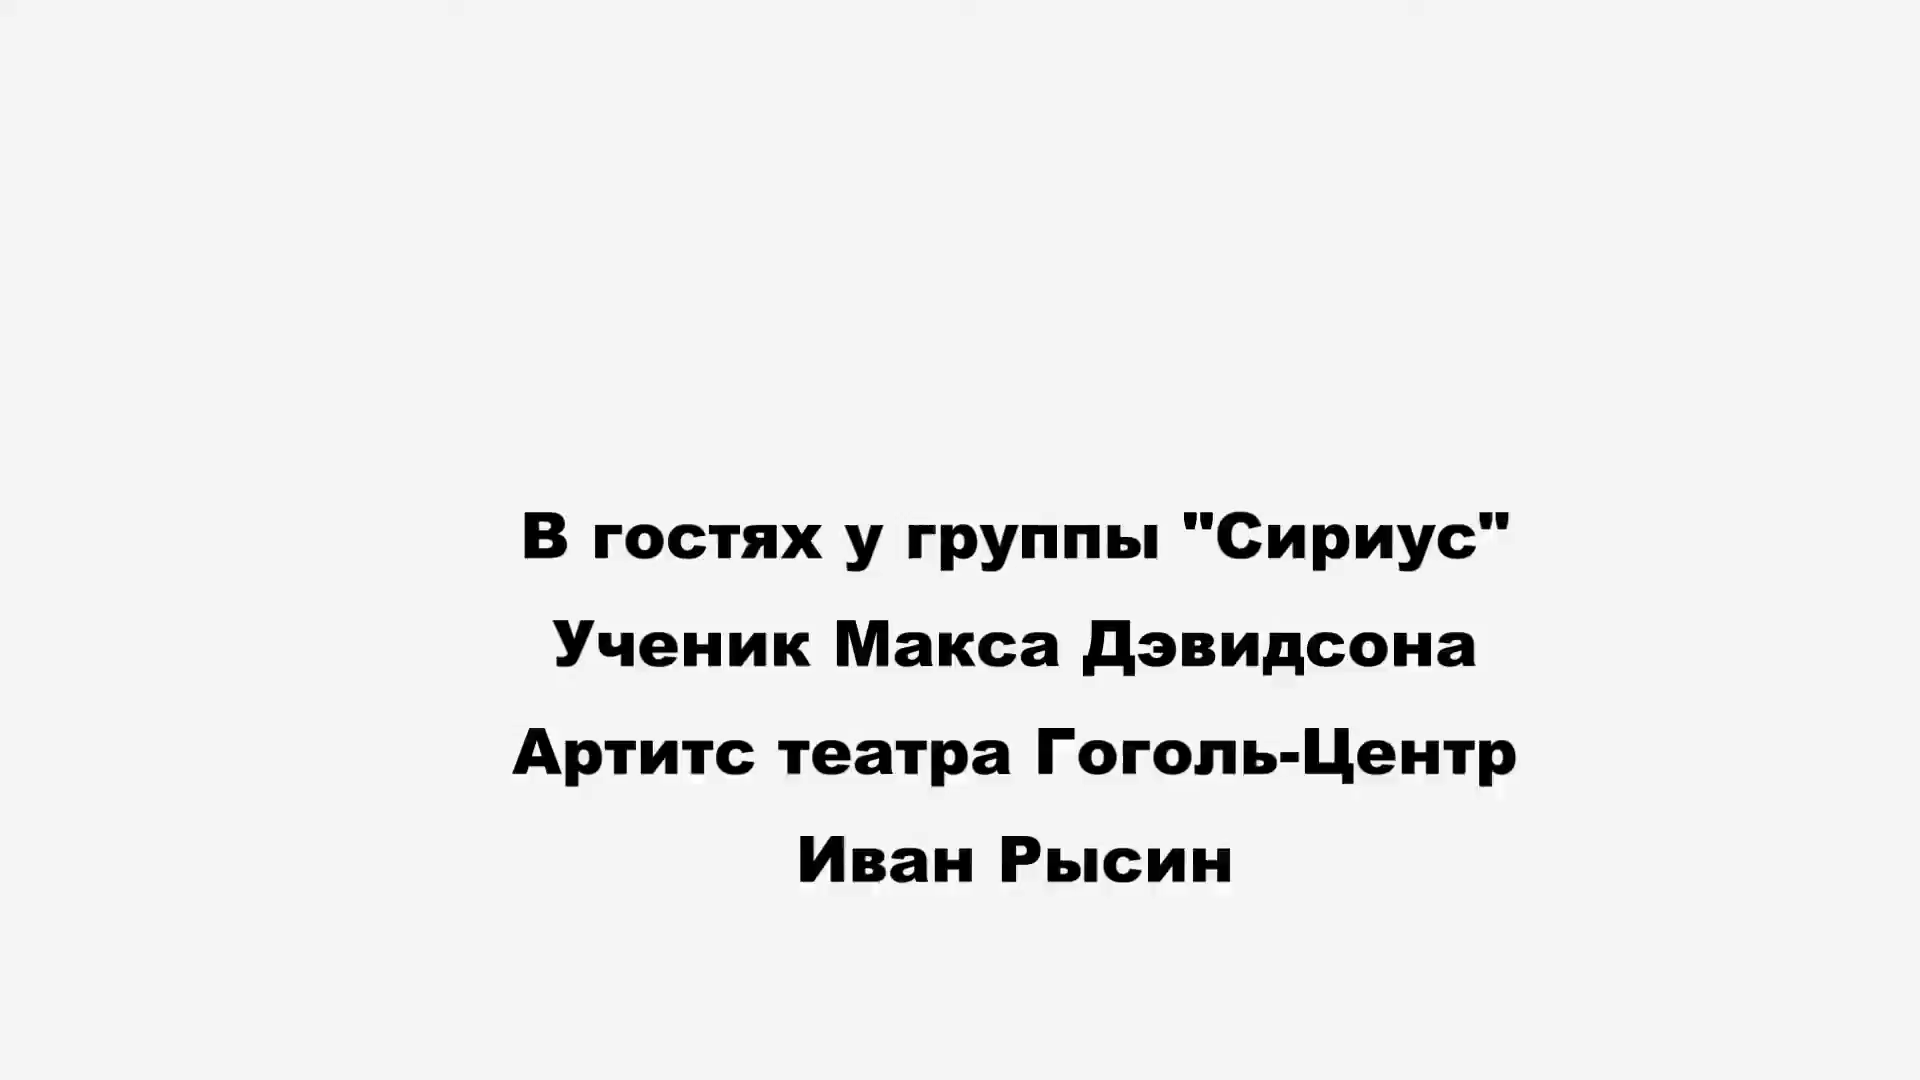 В гостях у группы "Сириус"
Ученик Макса Дэвидсона
Артитс театра Гоголь-Центр
Иван Рысин